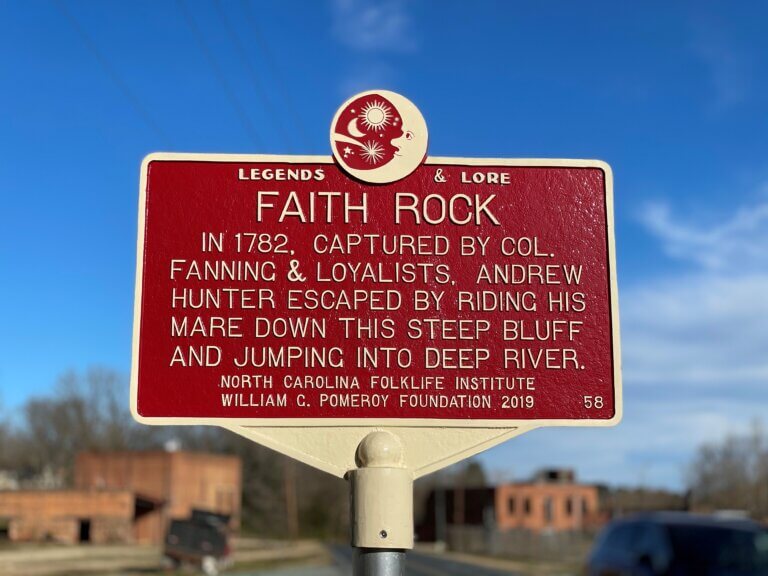 LEGENDS & LORE
FAITH ROCK
IN 1782, CAPTURED BY COL.
FANNING & LOYALISTS, ANDREW
HUNTER ESCAPED BY RIDING HIS
MARE DOWN THIS STEEP BLUFF
AND JUMPING INTO DEEP RIVER.
NORTH CAROLINA FOLKLIFE INSTITUTE
WILLIAM G. POMEROY FOUNDATION 2019 58